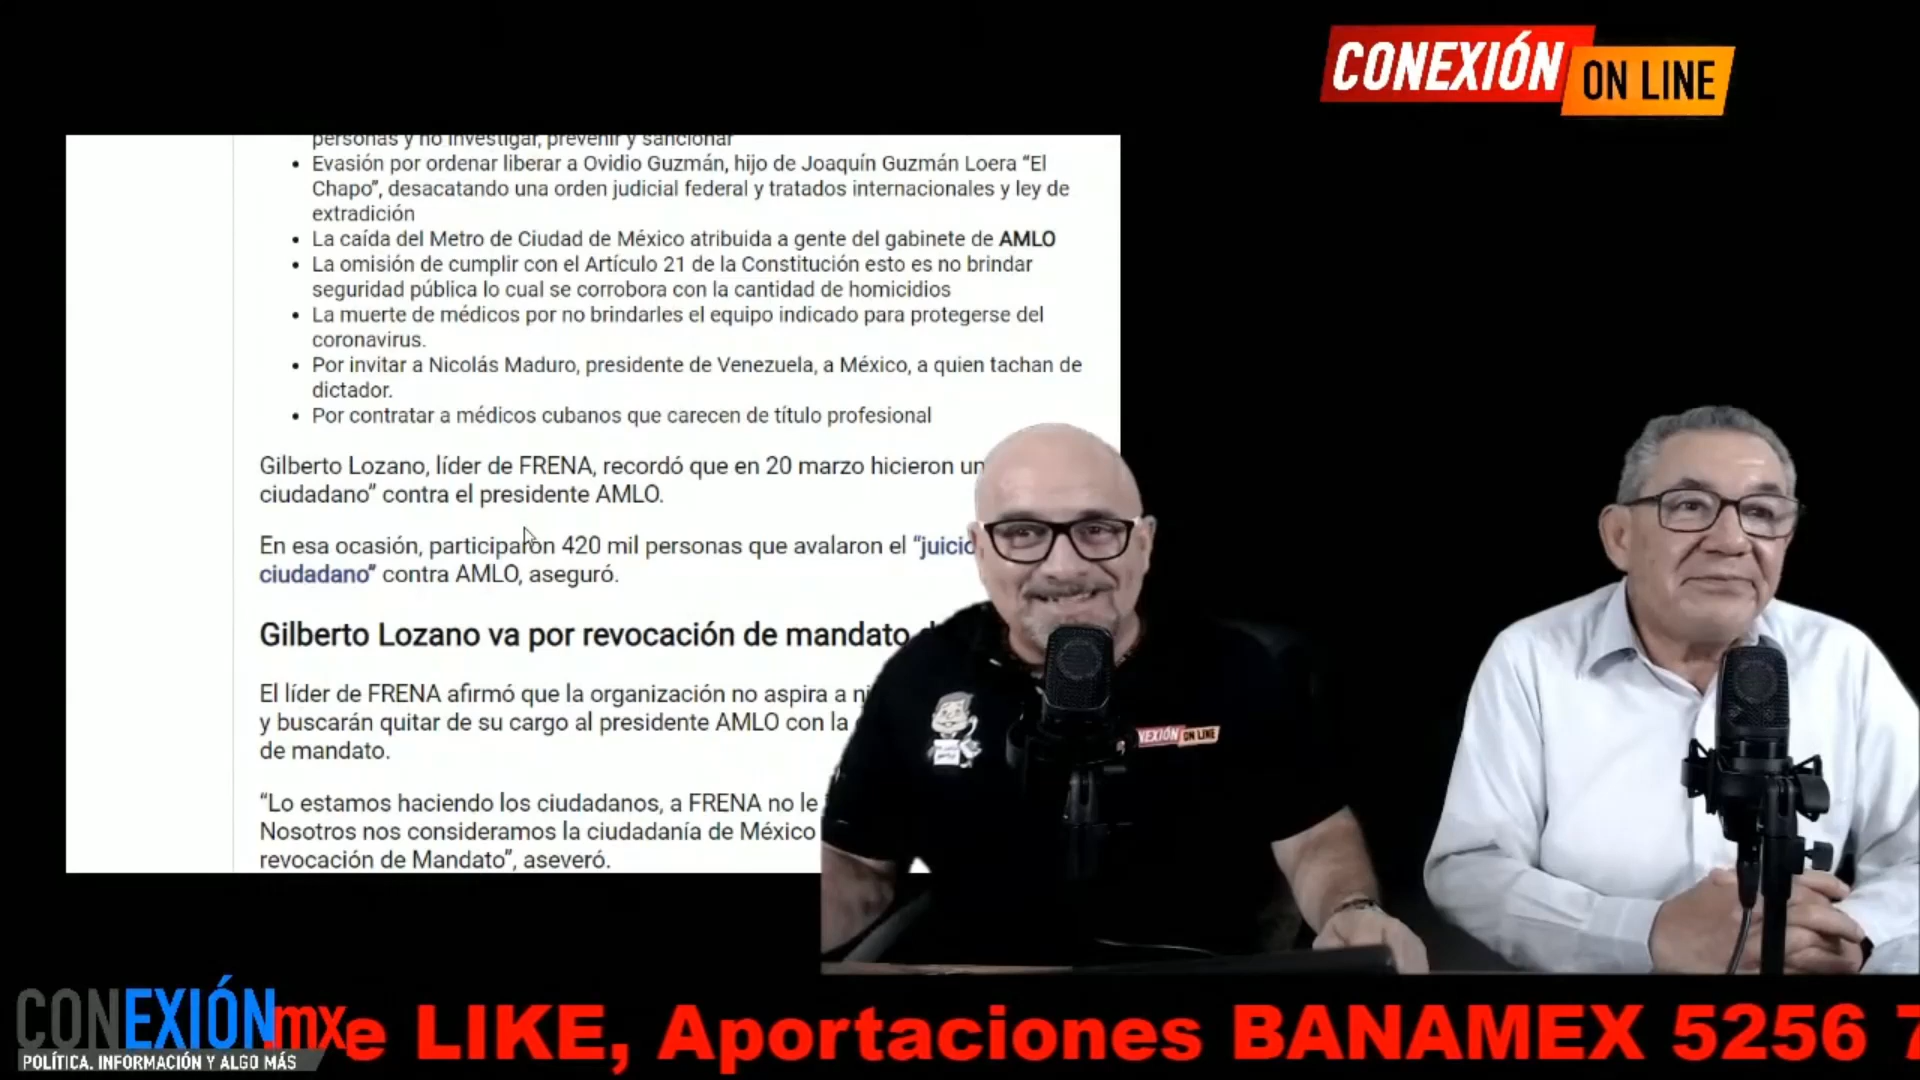 CONEXIÓN
ON LINE
personas y no investigar, prevenir y sancionar
• Evasión por ordenar liberar a Ovidio Guzmán, hijo de Joaquín Guzmán Loera “El
Chapo”, desacatando una orden judicial federal y tratados internacionales y ley de
extradición
• La caída del Metro de Ciudad de México atribuida a gente del gabinete de AMLO
• La omisión de cumplir con el Artículo 21 de la Constitución esto es no brindar
seguridad pública lo cual se corrobora con la cantidad de homicidios
• La muerte de médicos por no brindarles el equipo indicado para protegerse del
coronavirus.
• Por invitar a Nicolás Maduro, presidente de Venezuela, a México, a quien tachan de
dictador.
• Por contratar a médicos cubanos que carecen de título profesional
Gilberto Lozano, líder de FRENA, recordó que en 20 marzo hicieron un
ciudadano” contra el presidente AMLO.
En esa ocasión, participaron 420 mil personas que avalaron el “juicio
ciudadano” contra AMLO, aseguró.
Gilberto Lozano va por revocación de mandato
El líder de FRENA afirmó que la organización no aspira a
y buscarán quitar de su cargo al presidente AMLO con la
de mandato.
“Lo estamos haciendo los ciudadanos, a FRENA no le
Nosotros nos consideramos la ciudadanía de México
revocación de Mandato”, aseveró.
NEXIÓN ON LINE
CONEXIÓN.mx
POLÍTICA, INFORMACIÓN Y ALGO MÁS
e LIKE, Aportaciones BANAMEX 5256 7